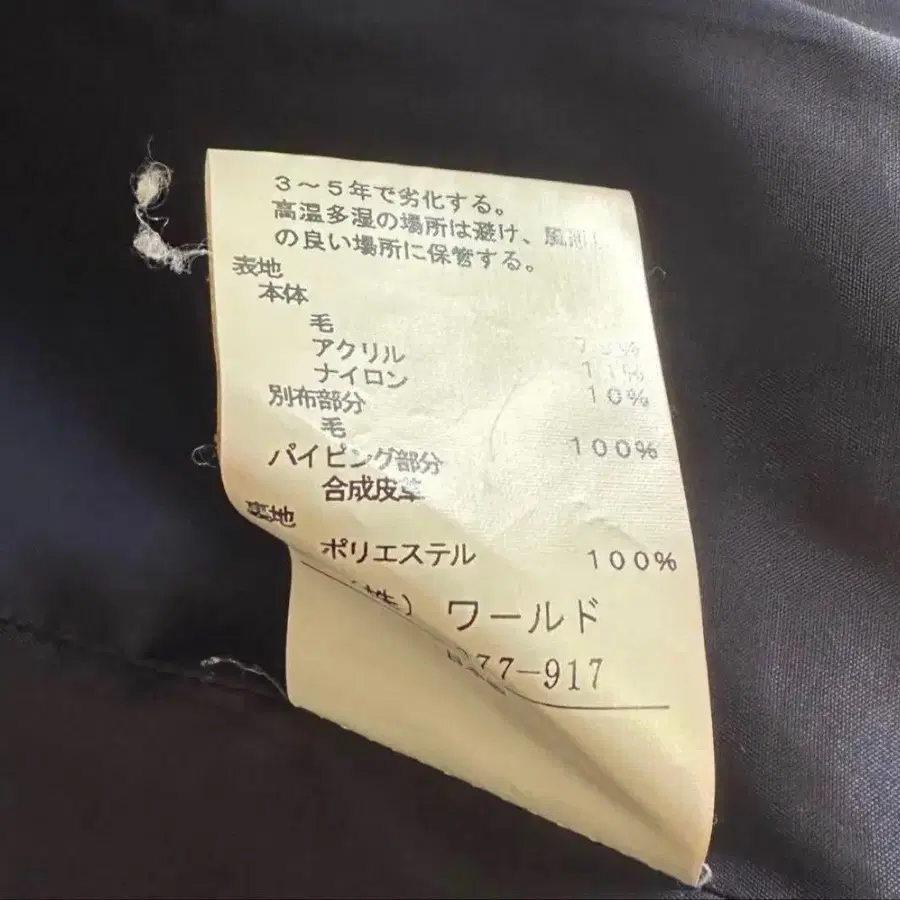 3～5年で劣化する。
高温多湿の場所は避け、風通し
の良い場所に保管する。
表地
本体
毛
アクリル
ナイロン 10%
別布部分
毛 100%
パイピング部分
合成皮革
裏地
ポリエステル 100%
ワールド
77-917